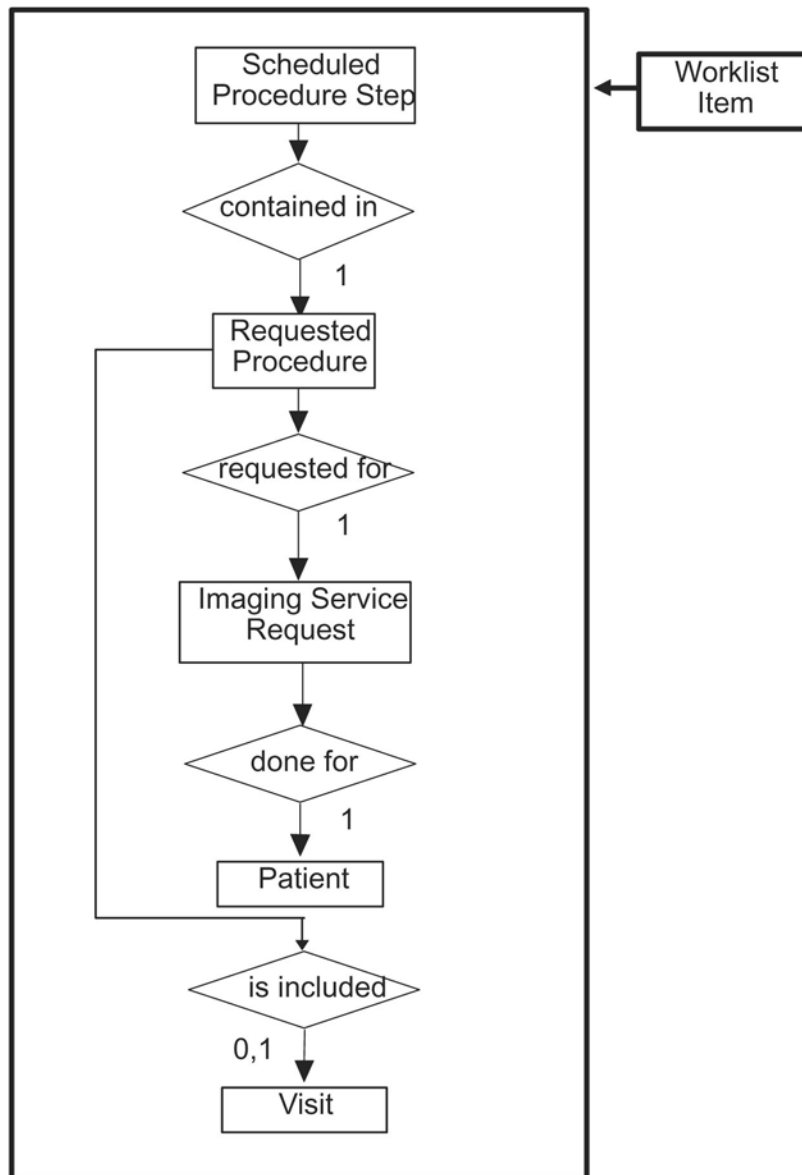 Scheduled
Procedure Step
Worklist
Item
contained in
1
Requested
Procedure
requested for
1
Imaging Service
Request
done for
1
Patient
is included
0,1
Visit